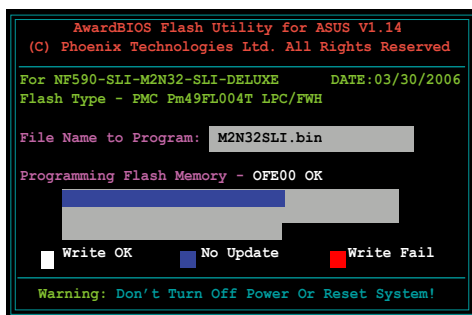 AwardBIOS Flash Utility for ASUS V1.14
(C) Phoenix Technologies Ltd. All Rights Reserved
For NF590-SLI-M2N32-SLI-DELUXE DATE:03/30/2006
Flash Type - PMC Pm49FL004T LPC/FWH
File Name to Program: M2N32SLI.bin
Programming Flash Memory - OFE00 OK
Write OK No Update Write Fail
Warning: Don't Turn Off Power Or Reset System!